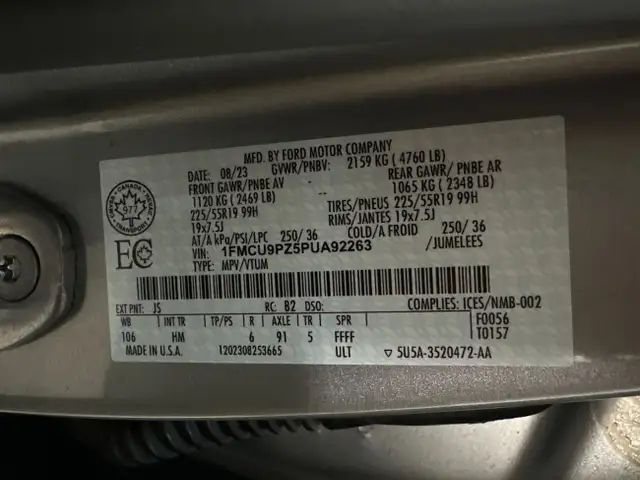 MFD. BY FORD MOTOR COMPANY
DATE: 08/23 GVWR/PNBV: 2159 KG ( 4760 LB)
FRONT GAWR/PNBE AV REAR GAWR/ PNBE AR
1120 KG ( 2469 LB) 1065 KG ( 2348 LB)
225/55R19 99H TIRES/PNEUS 225/55R19 99H
19x7.5J RIMS/JANTES 19x7.5J
AT/A kPa/PSI/LPC 250/ 36 COLD/A FROID 250/ 36
VIN: 1FMCU9PZ5PUA92263 /JUMELEES
TYPE: MPV/VTUM
CANADA
EC
EXT PNT: JS RC: B2 DSO: COMPLIES: ICES/NMB-002
WB INT TR TP/PS R AXLE TR SPR F0056
106 HM 6 91 5 FFFF T0157
MADE IN U.S.A. 1202308253665 ULT ▽ 5U5A-3520472-AA